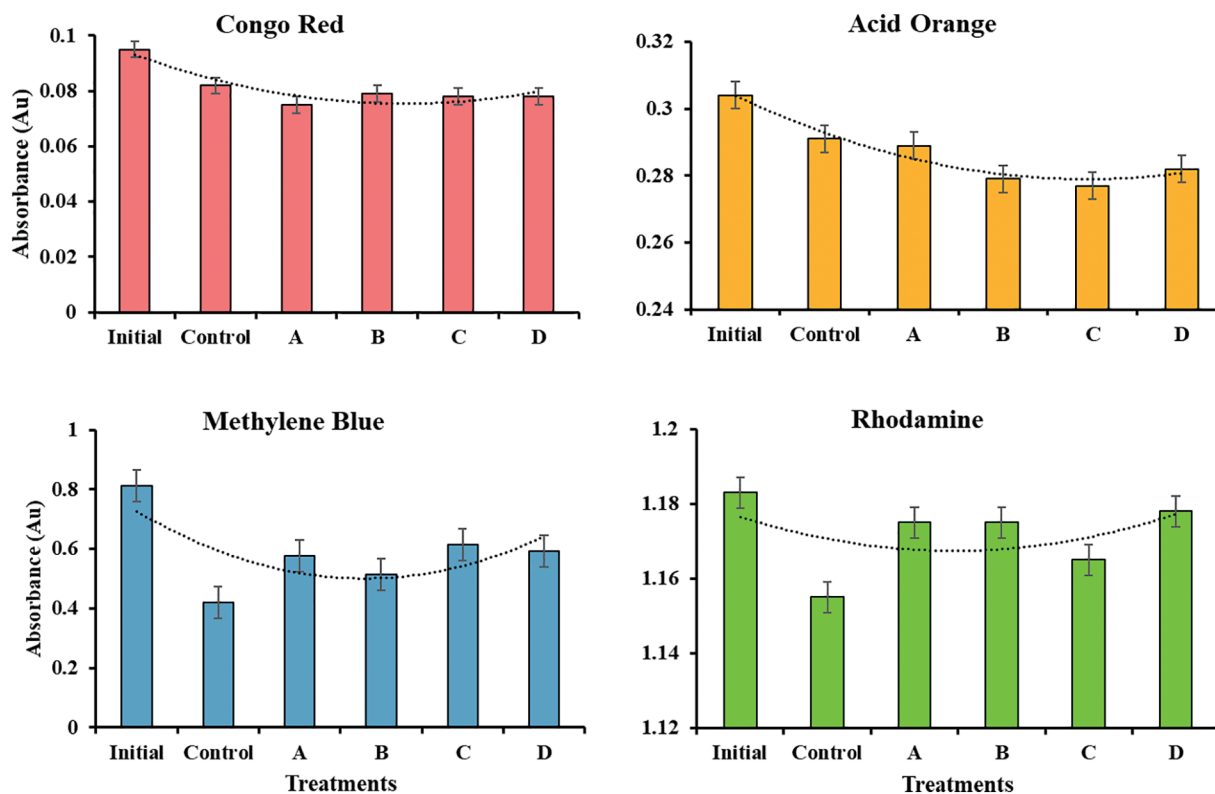 Congo Red
Absorbance (Au)
0.1
0.08
0.06
0.04
0.02
0
Initial Control A B C D
Acid Orange
0.32
0.3
0.28
0.26
0.24
Initial Control A B C D
Methylene Blue
Absorbance (Au)
1
0.8
0.6
0.4
0.2
0
Initial Control A B C D
Treatments
Rhodamine
1.2
1.18
1.16
1.14
1.12
Initial Control A B C D
Treatments